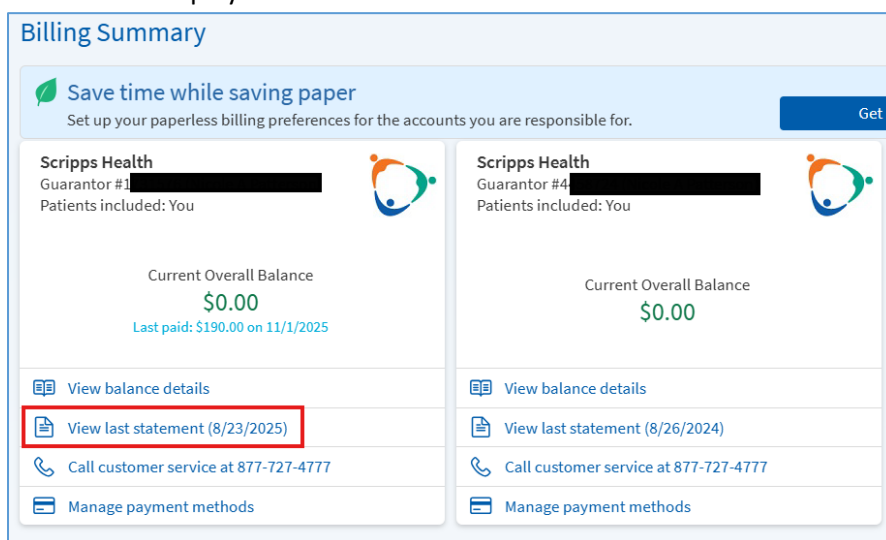 Billing Summary
Save time while saving paper
Set up your paperless billing preferences for the accounts you are responsible for.
Get
Scripps Health
Guarantor #1
Patients included: You
Current Overall Balance
$0.00
Last paid: $190.00 on 11/1/2025
View balance details
View last statement (8/23/2025)
Call customer service at 877-727-4777
Manage payment methods
Scripps Health
Guarantor #4
Patients included: You
Current Overall Balance
$0.00
View balance details
View last statement (8/26/2024)
Call customer service at 877-727-4777
Manage payment methods